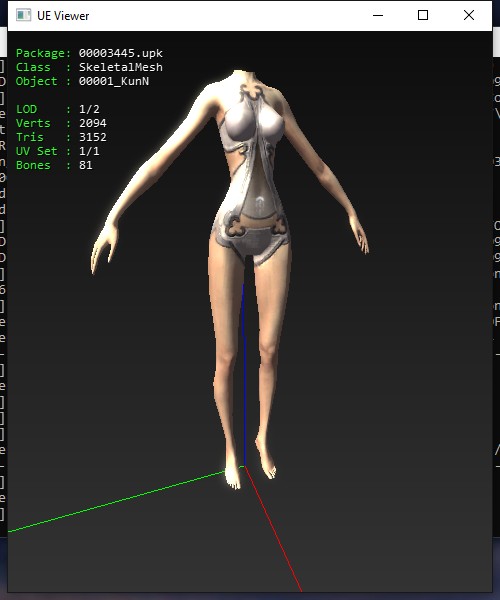 UE Viewer
Package: 00003445.upk
Class  : SkeletalMesh
Object : 00001_KunN
LOD    : 1/2
Verts  : 2094
Tris   : 3152
UV Set : 1/1
Bones  : 81